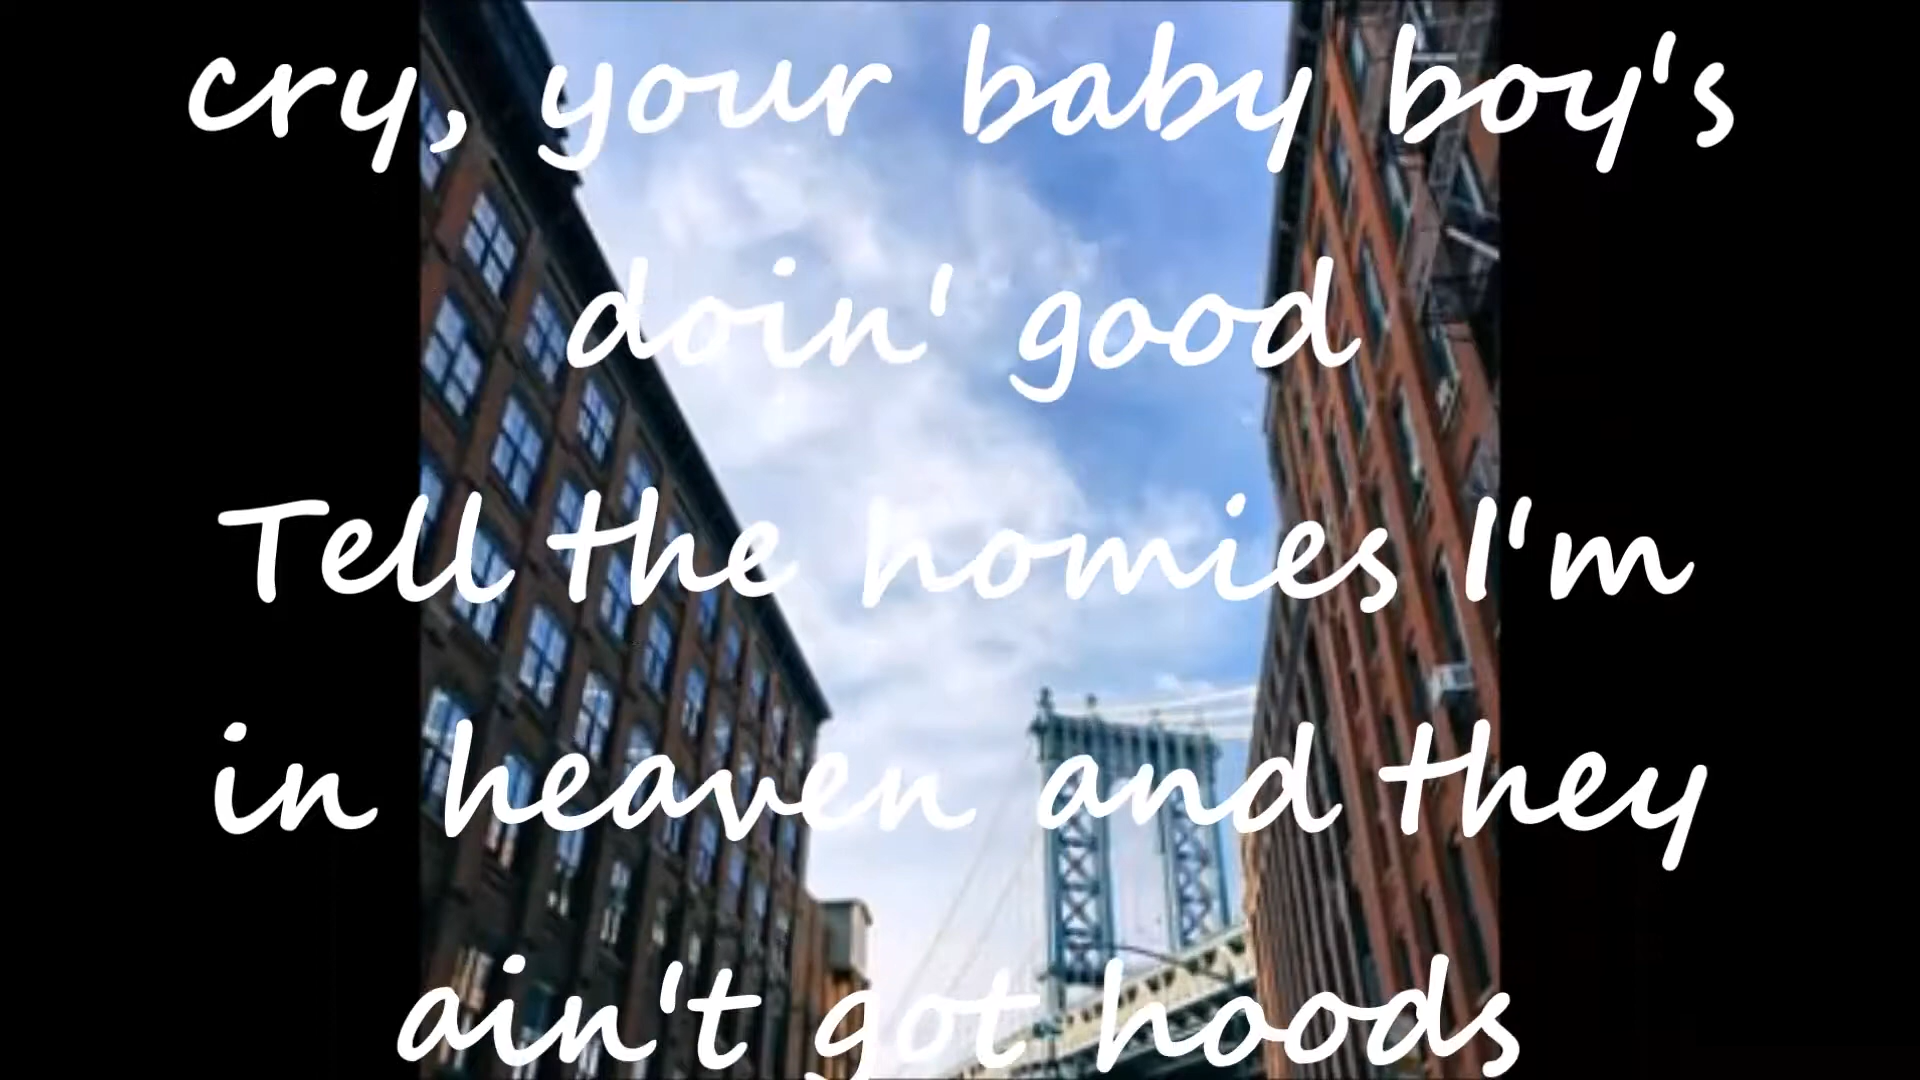 cry, your baby boy's
doin' good
Tell the homies I'm
in heaven and they
ain't got hoods